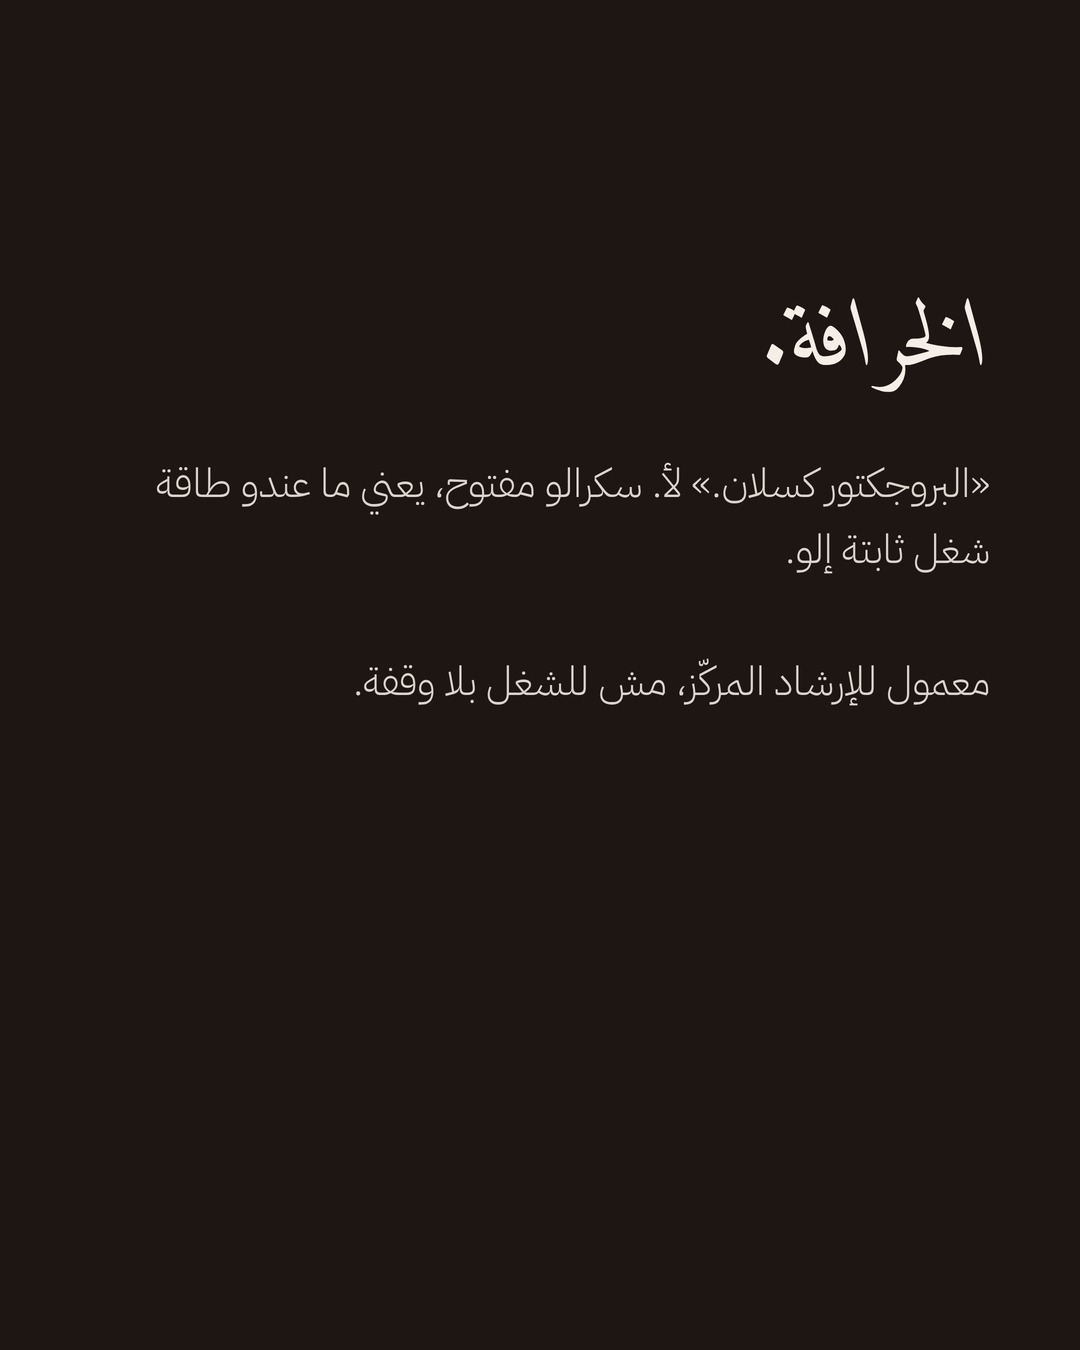 الخرافة.
«البروجكتور كسلان.» لأ. سكرالو مفتوح، يعني ما عندو طاقة
شغل ثابتة إلو.
معمول للإرشاد المركّز، مش للشغل بلا وقفة.